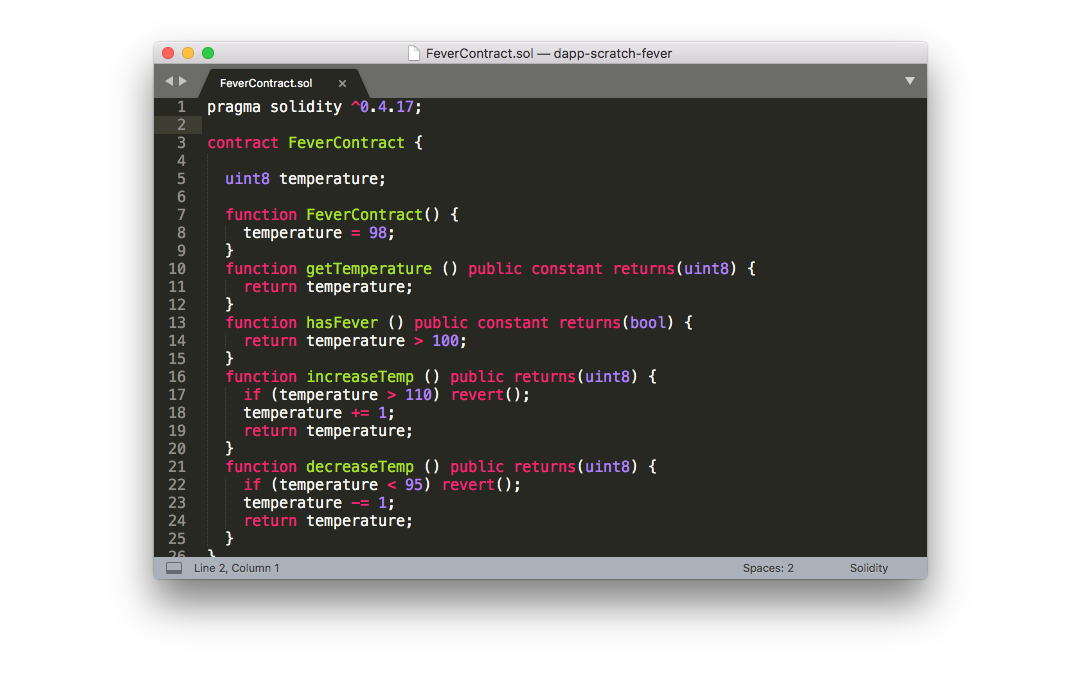 FeverContract.sol — dapp-scratch-fever
FeverContract.sol ×
1 pragma solidity ^0.4.17;
2
3 contract FeverContract {
4
5 uint8 temperature;
6
7 function FeverContract() {
8 temperature = 98;
9 }
10 function getTemperature () public constant returns(uint8) {
11 return temperature;
12 }
13 function hasFever () public constant returns(bool) {
14 return temperature > 100;
15 }
16 function increaseTemp () public returns(uint8) {
17 if (temperature > 110) revert();
18 temperature += 1;
19 return temperature;
20 }
21 function decreaseTemp () public returns(uint8) {
22 if (temperature < 95) revert();
23 temperature -= 1;
24 return temperature;
25 }
26 }
Line 2, Column 1 Spaces: 2 Solidity